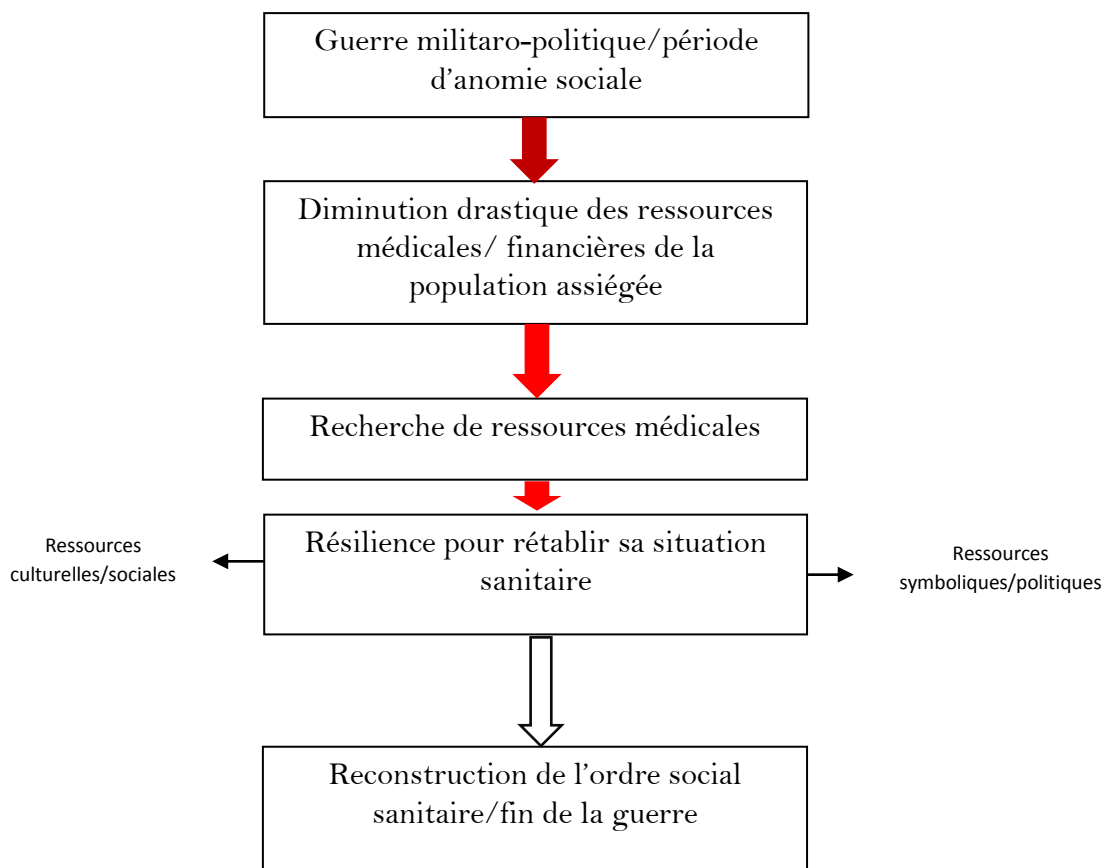 Guerre militaro-politique/période
d’anomie sociale
Diminution drastique des ressources
médicales/ financières de la
population assiégée
Recherche de ressources médicales
Ressources
culturelles/sociales
Résilience pour rétablir sa situation
sanitaire
Ressources
symboliques/politiques
Reconstruction de l’ordre social
sanitaire/fin de la guerre